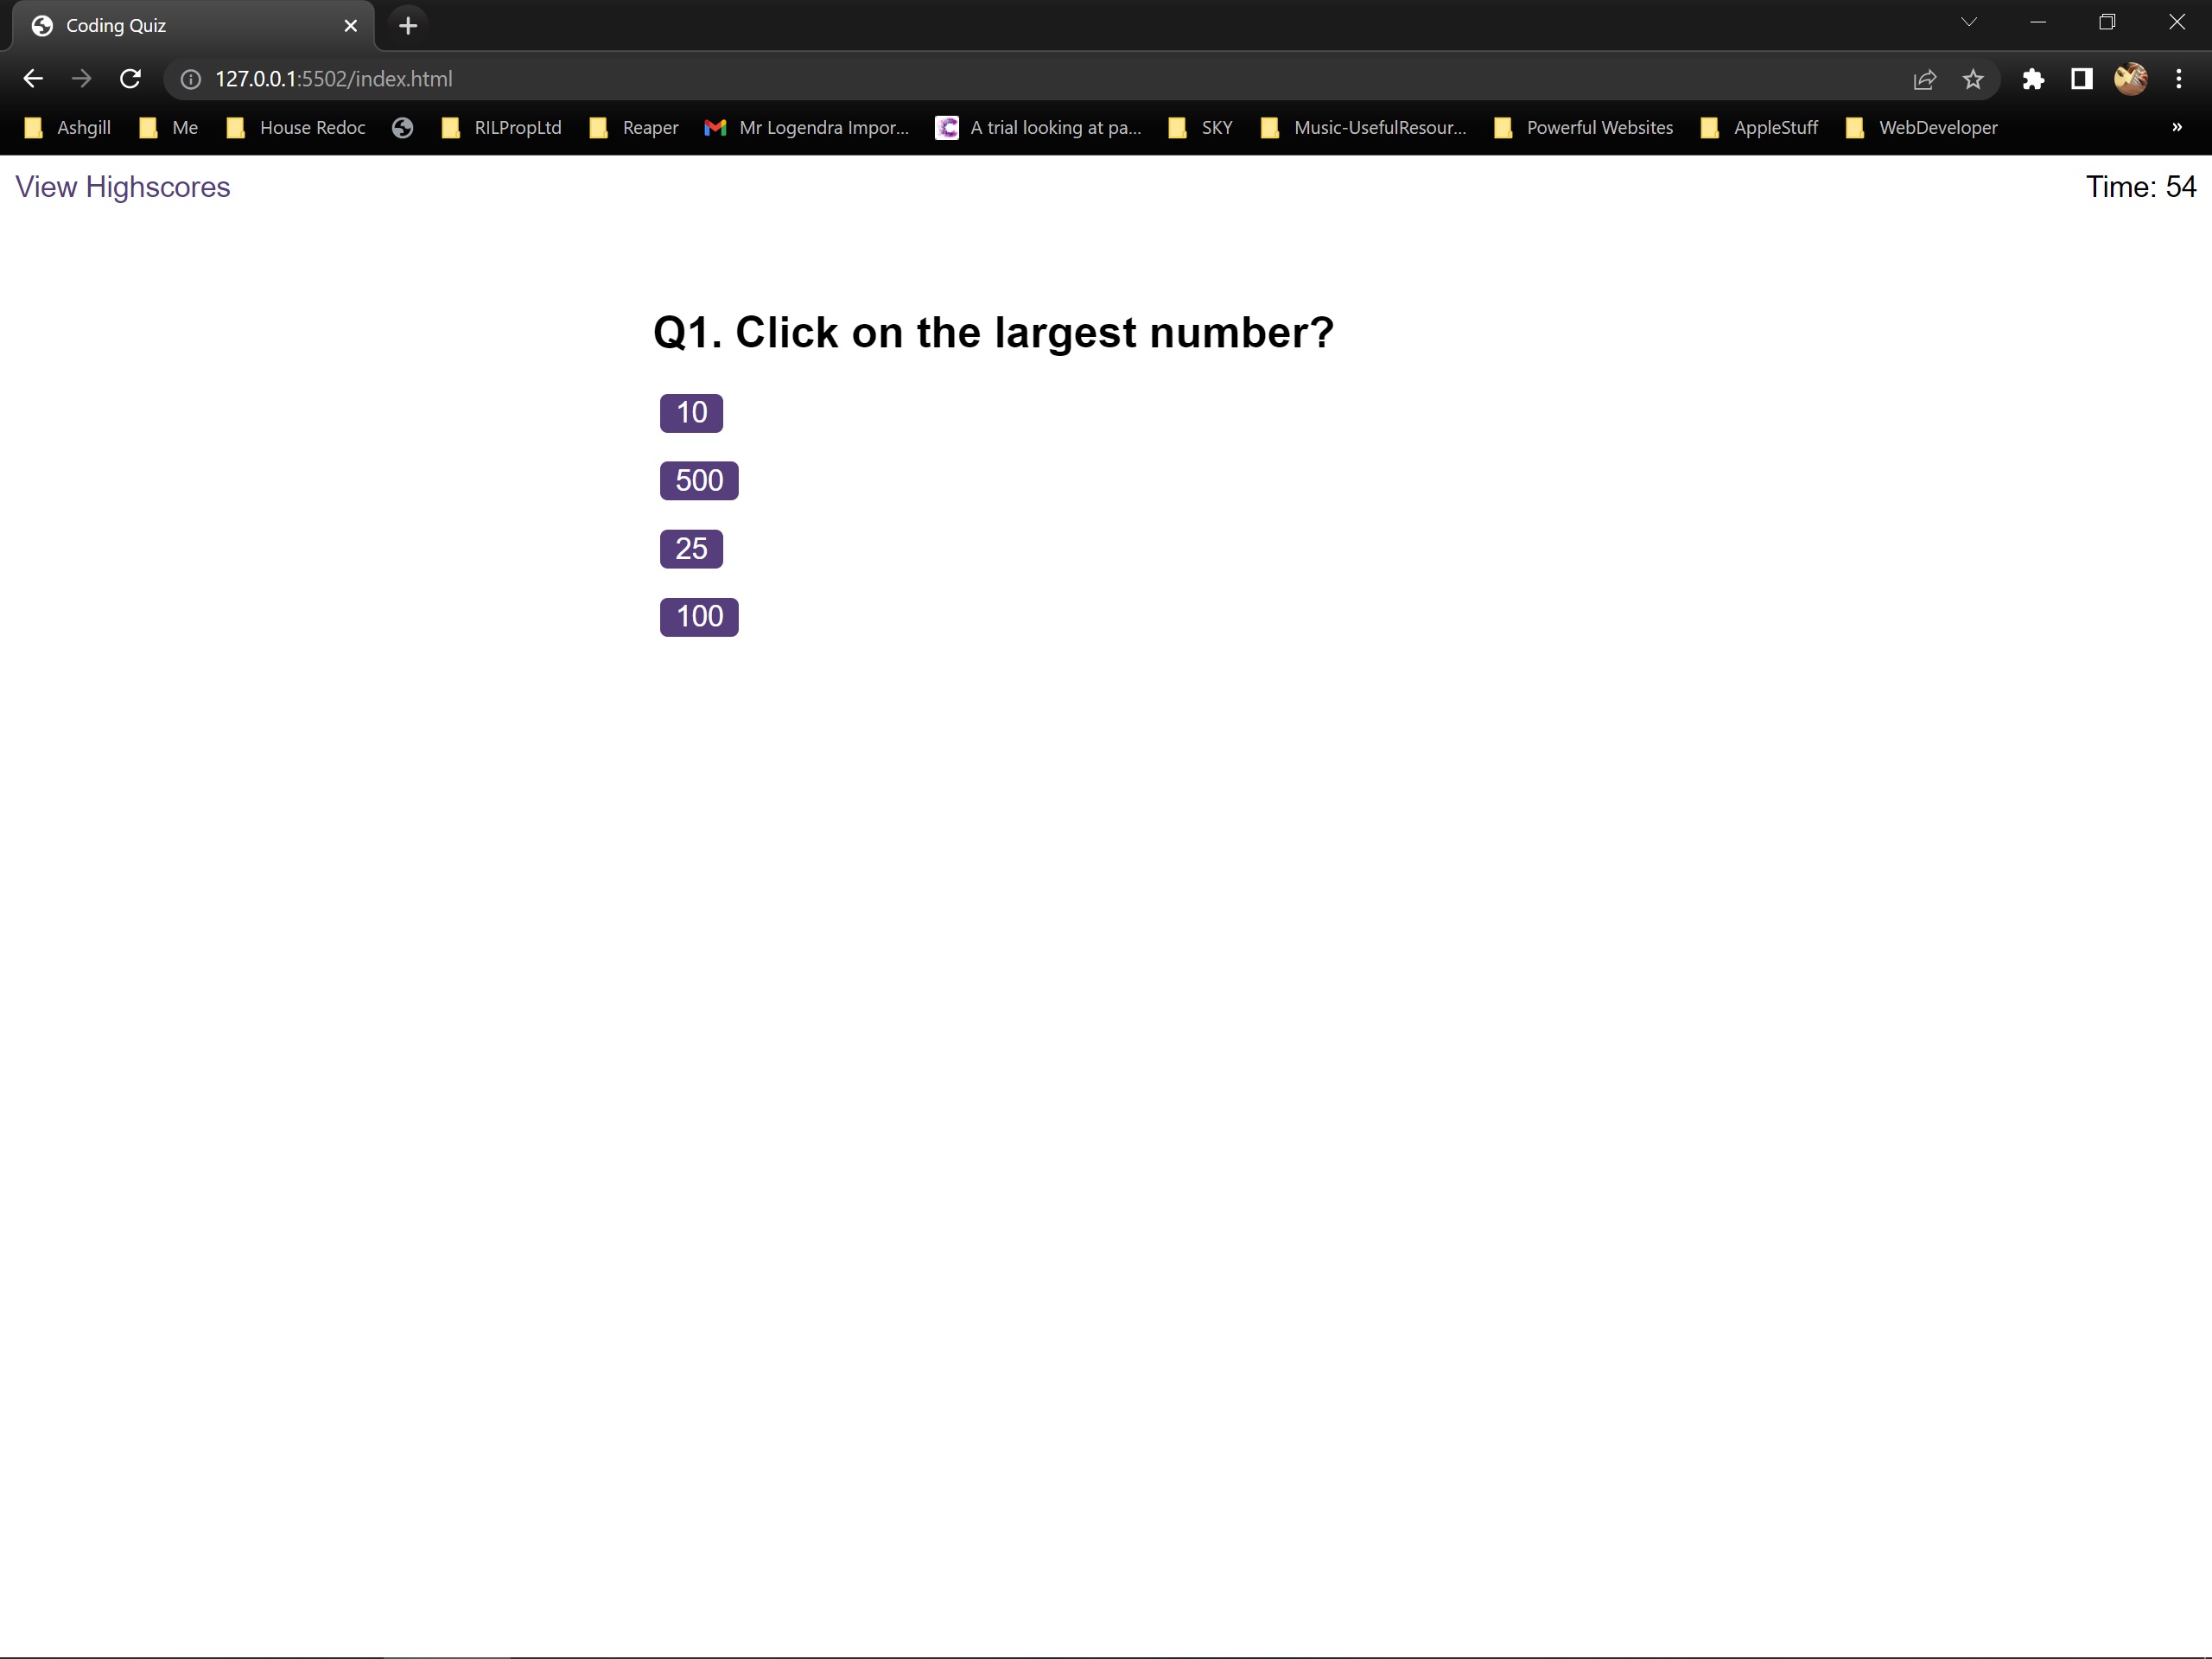 Coding Quiz
127.0.0.1:5502/index.html
Ashgill Me House Redoc RILPropLtd Reaper Mr Logendra Impor... A trial looking at pa... SKY Music-UsefulResour... Powerful Websites AppleStuff WebDeveloper »
View Highscores Time: 54
Q1. Click on the largest number?
10
500
25
100